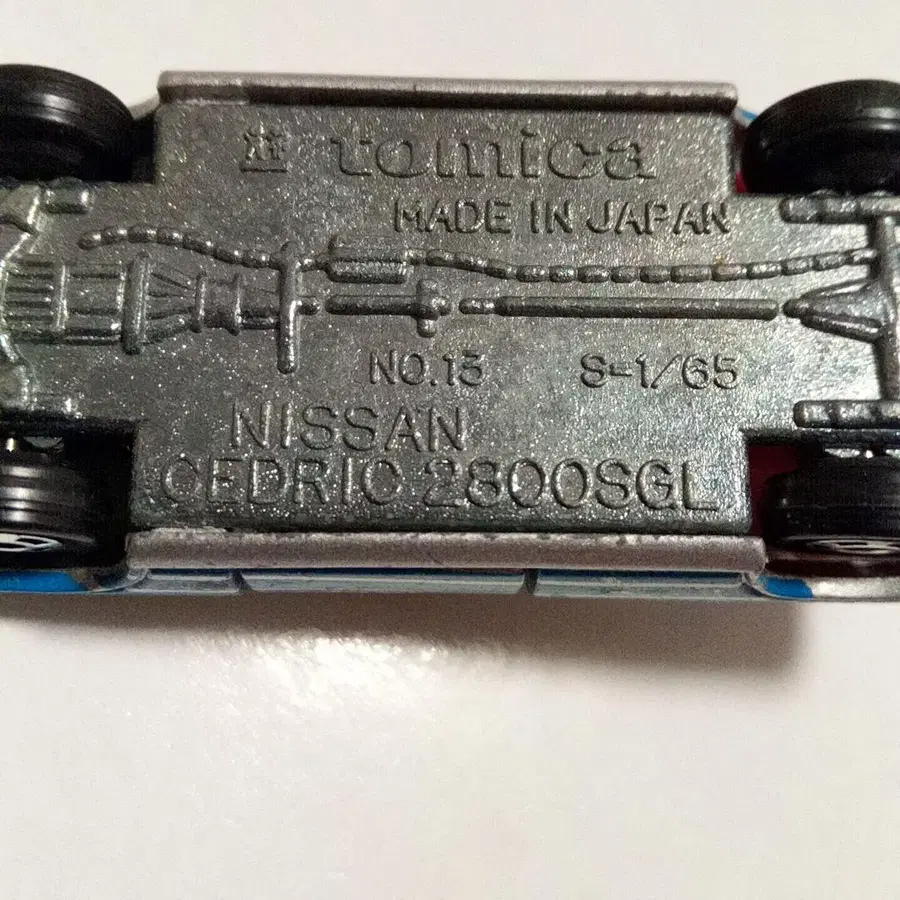 tomica
MADE IN JAPAN
NO.13 S=1/65
NISSAN
CEDRIC 2800SGL